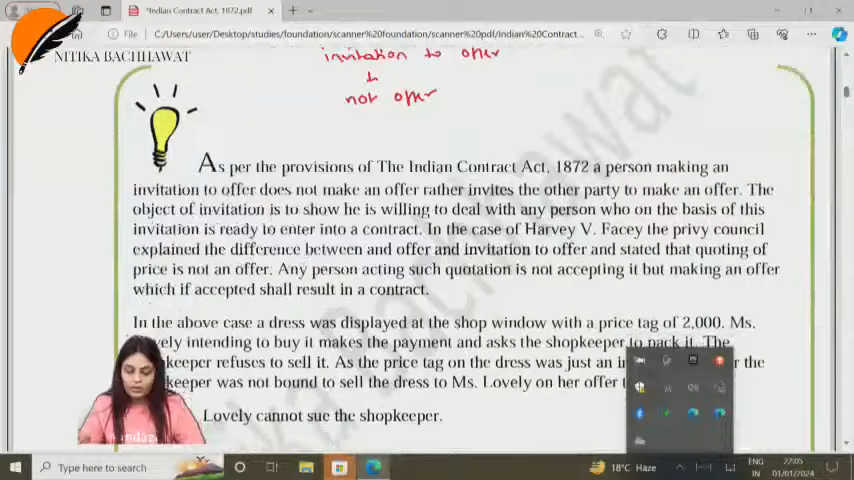 *Indian Contract Act, 1872.pdf
File
C:/Users/user/Desktop/studies/foundation/scanner%20foundation/scanner%20pdf/indian%20Contract...
NITIKA BACHHAWAT
invitation to offer
not offer
As per the provisions of The Indian Contract Act, 1872 a person making an
invitation to offer does not make an offer rather invites the other party to make an offer. The
object of invitation is to show he is willing to deal with any person who on the basis of this
invitation is ready to enter into a contract. In the case of Harvey V. Facey the privy council
explained the difference between and offer and invitation to offer and stated that quoting of
price is not an offer. Any person acting such quotation is not accepting it but making an offer
which if accepted shall result in a contract.
In the above case a dress was displayed at the shop window with a price tag of 2,000. Ms.
vely intending to buy it makes the payment and asks the shopkeeper to pack it. The
pkeeper refuses to sell it. As the price tag on the dress was just an in r the
keeper was not bound to sell the dress to Ms. Lovely on her offer t
Lovely cannot sue the shopkeeper.
Type here to search
18°C Haze
ENG
IN
22:05
01/01/2024